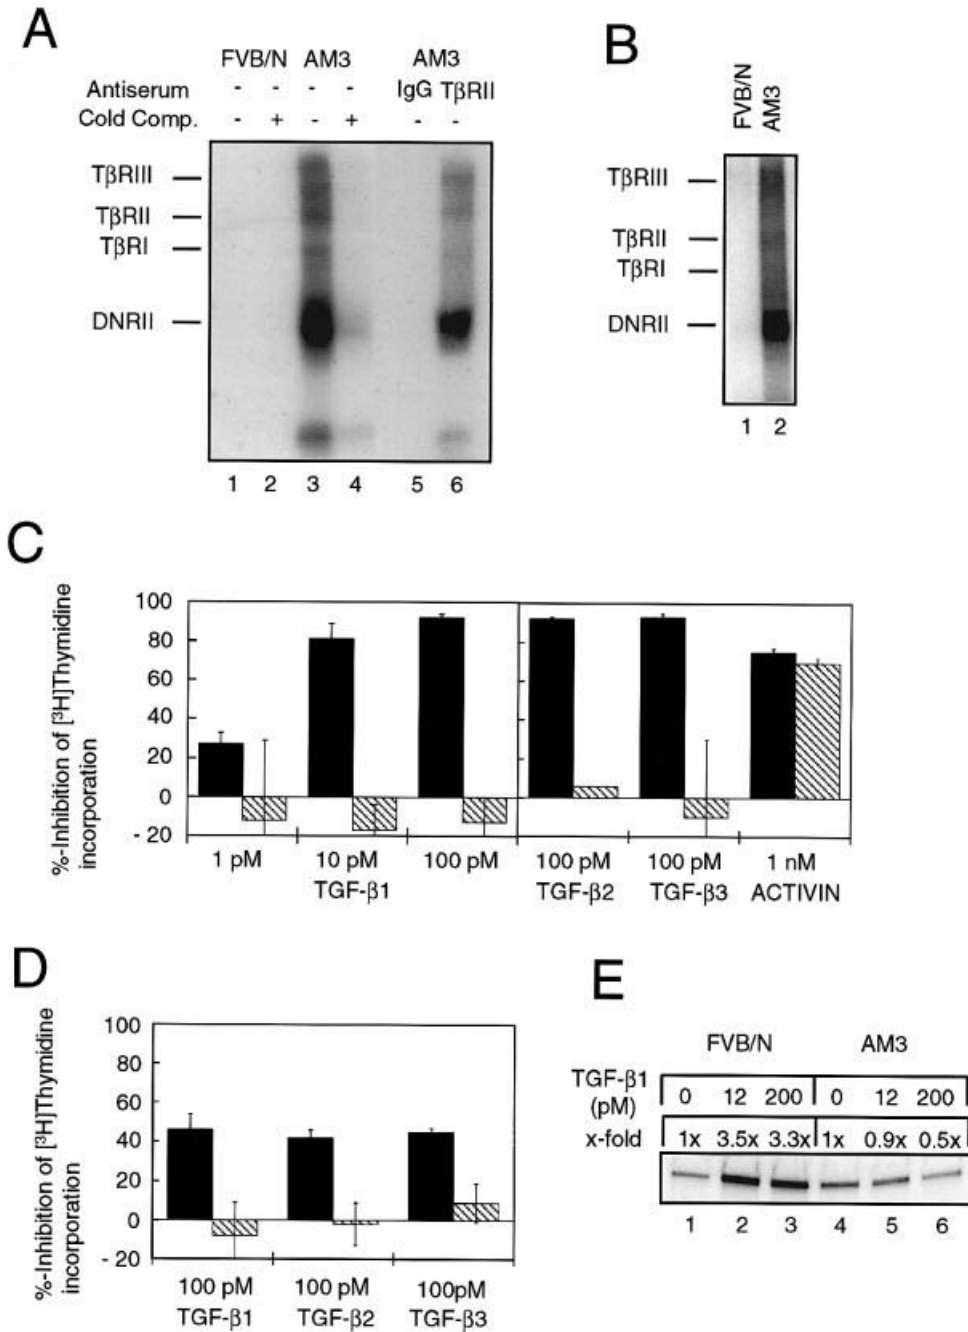 A
FVB/N AM3 AM3
Antiserum - - - - IgG TβRII
Cold Comp. - + - + - -
TβRIII
TβRII
TβRI
DNRII
1 2 3 4 5 6
B
FVB/N
AM3
TβRIII
TβRII
TβRI
DNRII
1 2
C
%-Inhibition of [³H]Thymidine
incorporation
100
80
60
40
20
0
- 20
1 pM 10 pM 100 pM 100 pM 100 pM 1 nM
TGF-β1 TGF-β2 TGF-β3 ACTIVIN
D
%-Inhibition of [³H]Thymidine
incorporation
100
80
60
40
20
0
- 20
100 pM 100 pM 100pM
TGF-β1 TGF-β2 TGF-β3
E
FVB/N AM3
TGF-β1
(pM)
0 12 200 0 12 200
x-fold 1x 3.5x 3.3x 1x 0.9x 0.5x
1 2 3 4 5 6